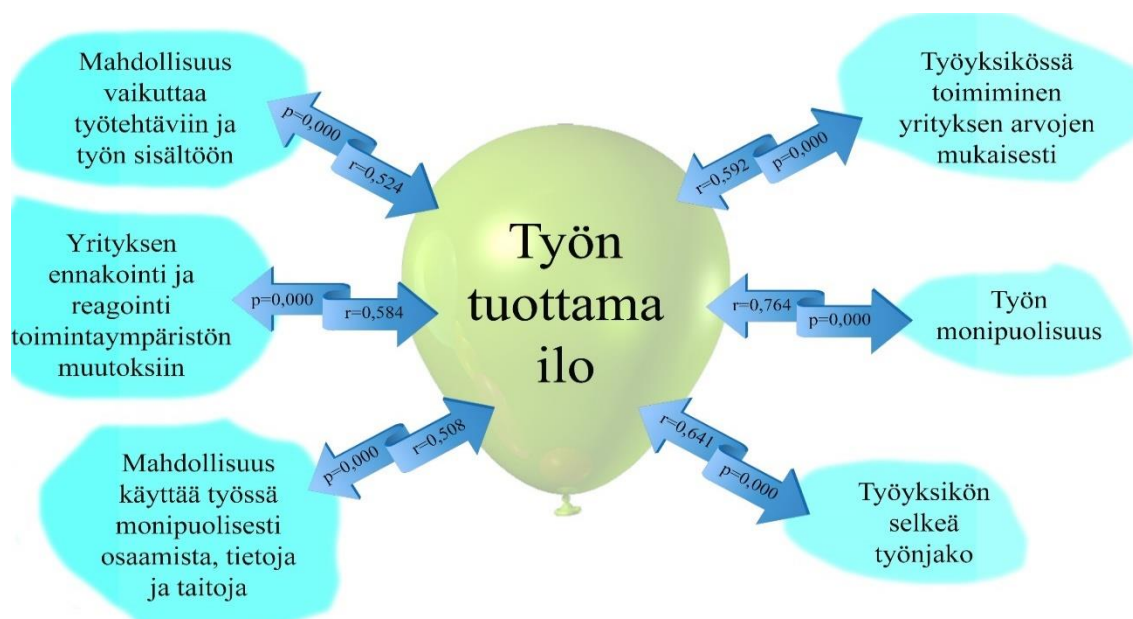 Mahdollisuus
vaikuttaa
työtehtäviin ja
työn sisältöön
p=0,000
r=0,524
Yrityksen
ennakointi ja
reagointi
toimintaympäristön
muutoksiin
p=0,000
r=0,584
Mahdollisuus
käyttää työssä
monipuolisesti
osaamista, tietoja
ja taitoja
p=0,000
r=0,508
Työn
tuottama
ilo
Työyksikössä
toimiminen
yrityksen arvojen
mukaisesti
r=0,592
p=0,000
Työn
monipuolisuus
r=0,764
p=0,000
Työyksikön
selkeä
työnjako
r=0,641
p=0,000